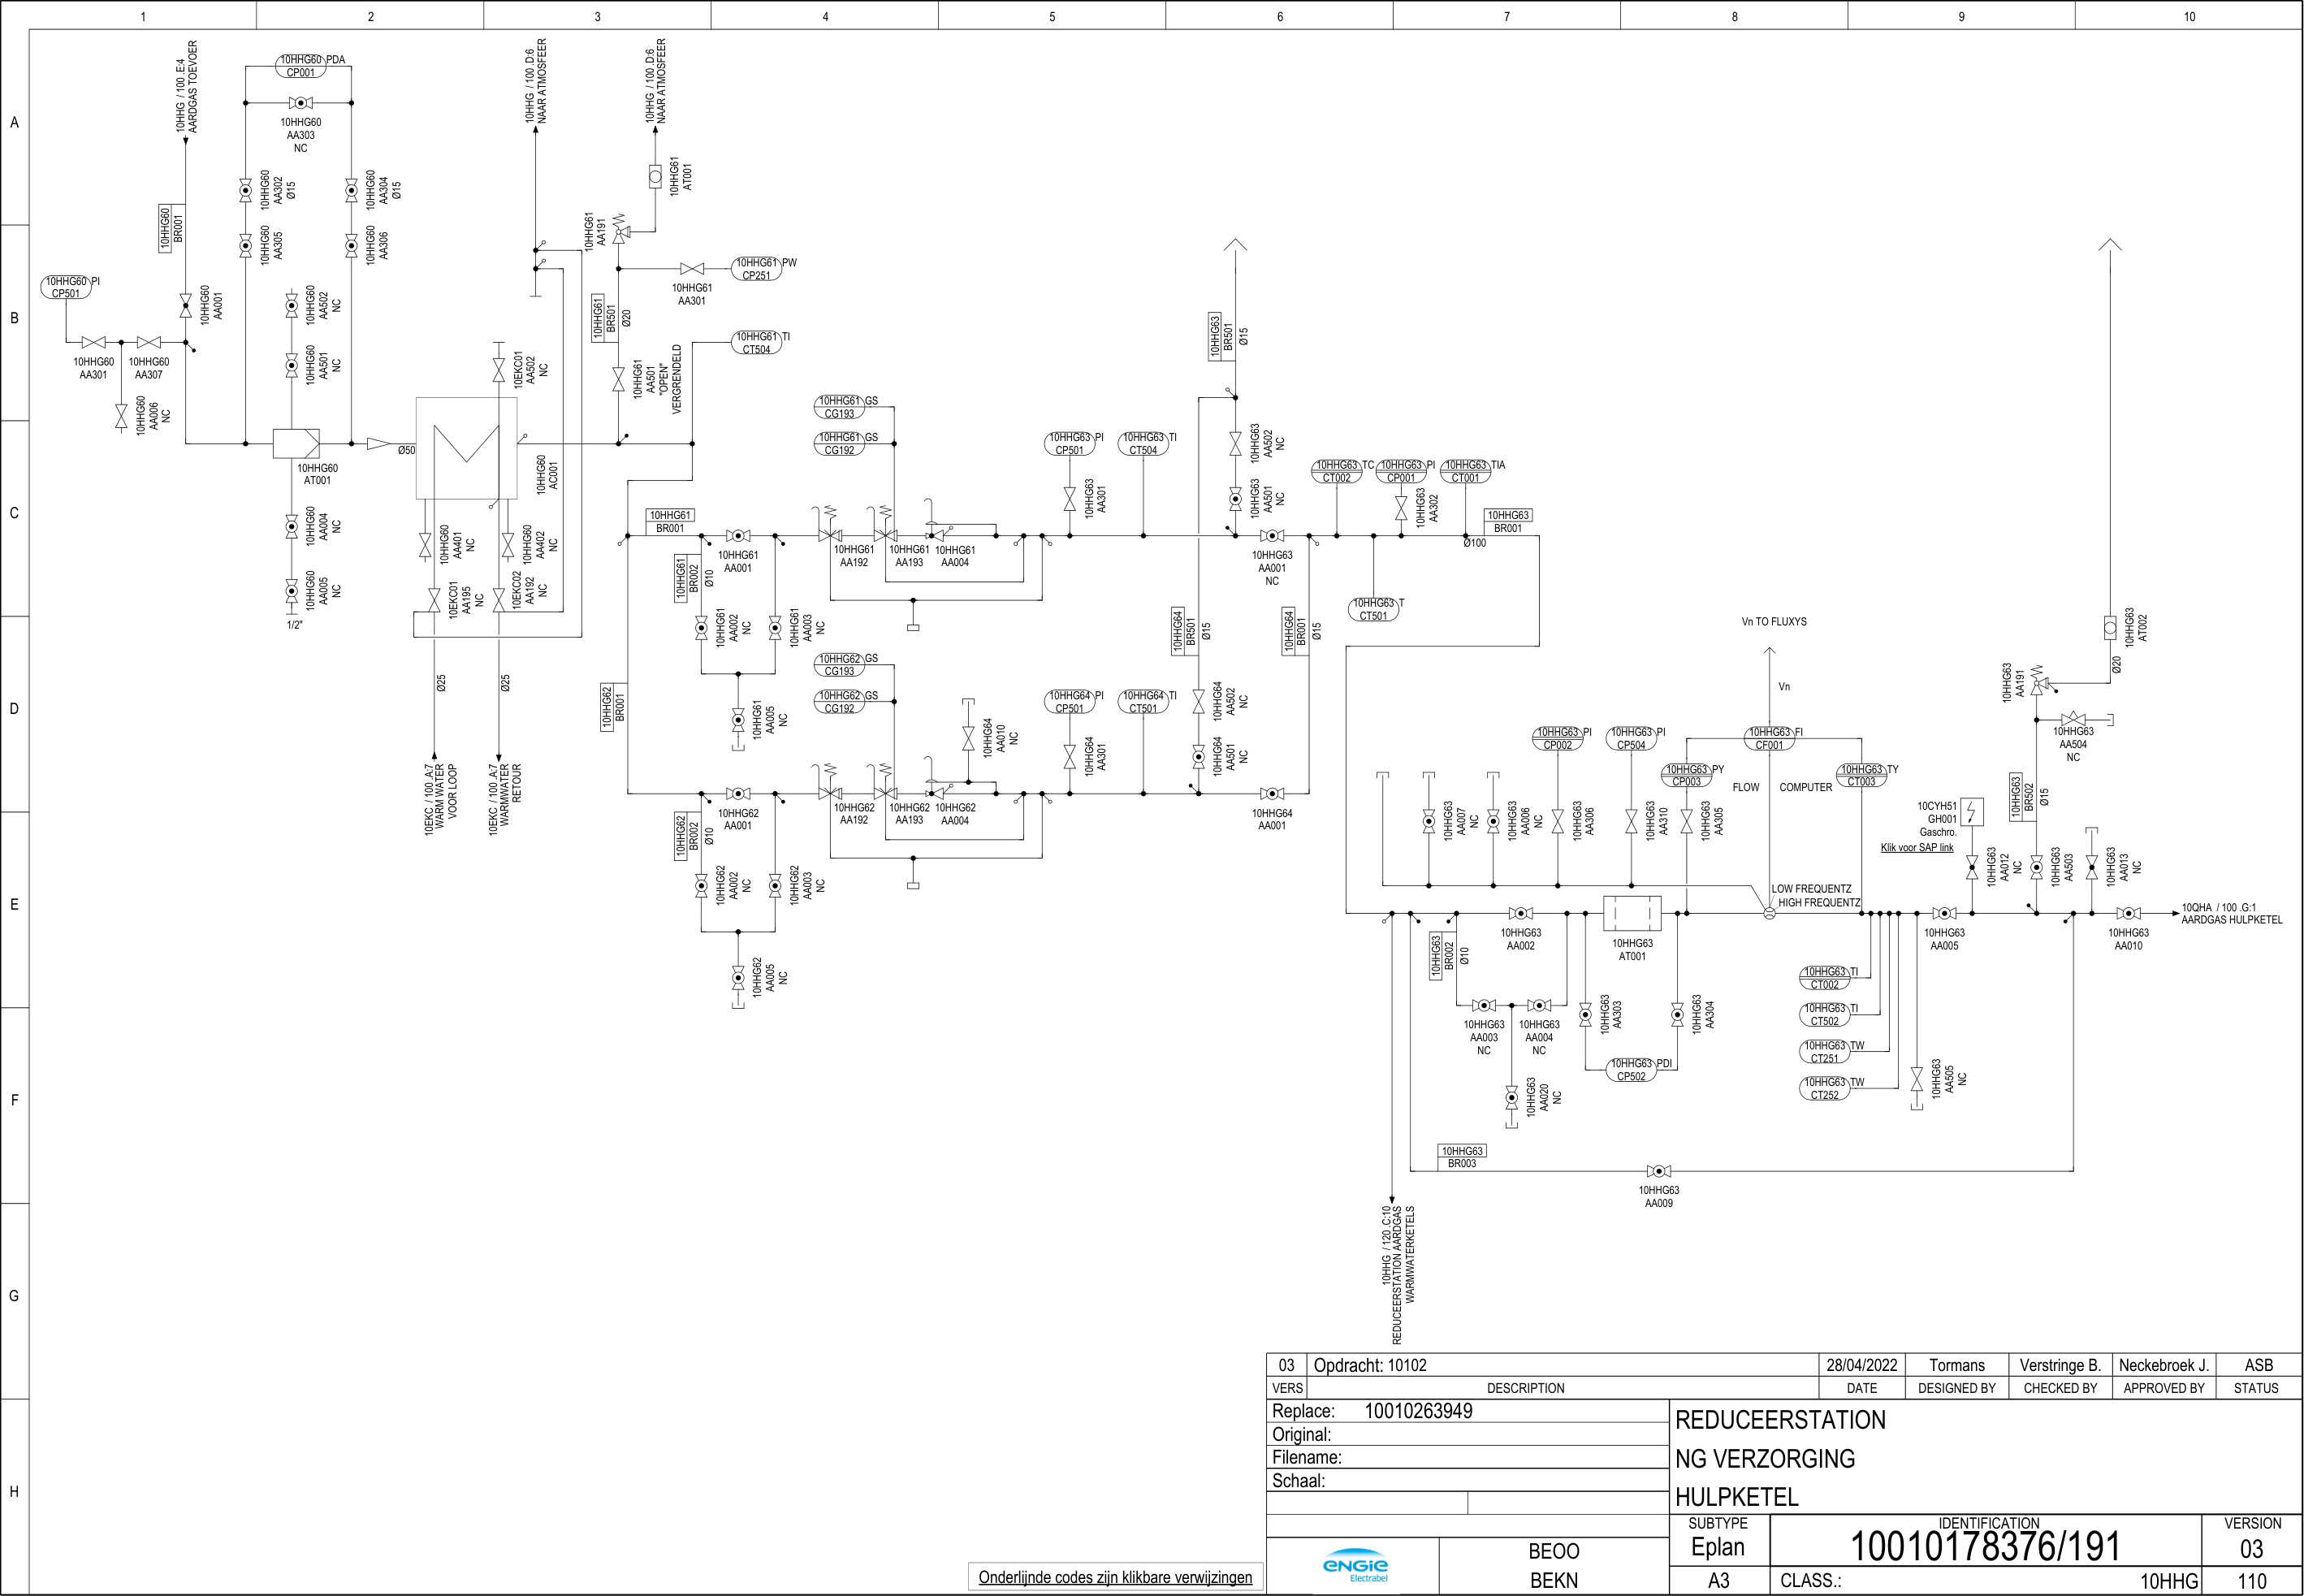 1
2
3
4
5
6
7
8
9
10
A
B
C
D
E
F
G
H
10HHG / 100 .E:4
AARDGAS TOEVOER
10HHG60 PDA
CP001
10HHG60
AA303
NC
10HHG60
AA302
Ø15
10HHG60
AA304
Ø15
10HHG60
AA305
10HHG60
AA306
10HHG60
BR001
10HHG60 PI
CP501
10HHG60
AA001
10HHG60
AA301
10HHG60
AA307
10HHG60
AA006
NC
10HHG60
AA502
NC
10HHG60
AA501
NC
10HHG60
AT001
10HHG60
AA004
NC
10HHG60
AA005
NC
1/2"
Ø50
10EKC01
AA502
NC
10HHG60
AC001
10HHG60
AA401
NC
10HHG60
AA402
NC
10EKC01
AA195
NC
10EKC02
AA192
NC
Ø25
Ø25
10EKC / 100 .A:7
WARM WATER
VOOR LOOP
10EKC / 100 .A:7
WARMWATER
RETOUR
10HHG / 100 .D:6
NAAR ATMOSFEER
10HHG / 100 .D:6
NAAR ATMOSFEER
10HHG61
AT001
10HHG61
AA191
10HHG61 PW
CP251
10HHG61
AA301
10HHG61
BR501
Ø20
10HHG61 TI
CT504
10HHG61
AA501
"OPEN"
VERGRENDELD
10HHG61 GS
CG193
10HHG61 GS
CG192
10HHG61
BR001
10HHG61
AA001
10HHG61
BR002
Ø10
10HHG61
AA002
NC
10HHG61
AA003
NC
10HHG61
AA005
NC
10HHG61
AA192
10HHG61
AA193
10HHG61
AA004
10HHG63 PI
CP501
10HHG63 TI
CT504
10HHG63
AA301
10HHG63
BR501
Ø15
10HHG63
AA502
NC
10HHG63
AA501
NC
10HHG63
AA001
NC
10HHG63 TC
CT002
10HHG63 PI
CP001
10HHG63 TIA
CT001
10HHG63
AA302
10HHG63
BR001
Ø100
10HHG63 T
CT501
10HHG64
BR501
Ø15
10HHG64
BR001
Ø15
10HHG62
BR001
10HHG62 GS
CG193
10HHG62 GS
CG192
10HHG64
AA010
NC
10HHG64 PI
CP501
10HHG64 TI
CT501
10HHG64
AA301
10HHG64
AA502
NC
10HHG64
AA501
NC
10HHG62
AA001
10HHG62
AA192
10HHG62
AA193
10HHG62
AA004
10HHG64
AA001
10HHG62
BR002
Ø10
10HHG62
AA002
NC
10HHG62
AA003
NC
10HHG62
AA005
NC
Vn TO FLUXYS
Vn
10HHG63 PI
CP002
10HHG63 PI
CP504
10HHG63 FI
CF001
10HHG63 PY
CP003
10HHG63 TY
CT003
FLOW COMPUTER
10HHG63
AA007
NC
10HHG63
AA006
NC
10HHG63
AA306
10HHG63
AA310
10HHG63
AA305
LOW FREQUENTZ
HIGH FREQUENTZ
10HHG63
BR002
Ø10
10HHG63
AA002
10HHG63
AT001
10HHG63
AA003
NC
10HHG63
AA004
NC
10HHG63
AA020
NC
10HHG63
AA303
10HHG63
AA304
10HHG63 PDI
CP502
10HHG63 TI
CT002
10HHG63 TI
CT502
10HHG63 TW
CT251
10HHG63 TW
CT252
10HHG63
AA505
NC
10HHG63
AA005
10CYH51
GH001
Gaschro.
Klik voor SAP link
10HHG63
AA012
NC
10HHG63
AA503
10HHG63
AA013
NC
10HHG63
BR502
Ø15
10HHG63
AA191
10HHG63
AA504
NC
10HHG63
AT002
Ø20
10HHG63
AA010
10QHA / 100 .G:1
AARDGAS HULPKETEL
10HHG63
BR003
10HHG63
AA009
10HHG / 120 .C:10
REDUCEERSTATION AARDGAS
WARMWATERKETELS
03 Opdracht: 10102 28/04/2022 Tormans Verstringe B. Neckebroek J. ASB
VERS DESCRIPTION DATE DESIGNED BY CHECKED BY APPROVED BY STATUS
Replace: 10010263949
Original:
Filename:
Schaal:
REDUCEERSTATION
NG VERZORGING
HULPKETEL
SUBTYPE IDENTIFICATION VERSION
Eplan 10010178376/191 03
A3 CLASS.: 10HHG 110
ENGIE
Electrabel
BEOO
BEKN
Onderlijnde codes zijn klikbare verwijzingen